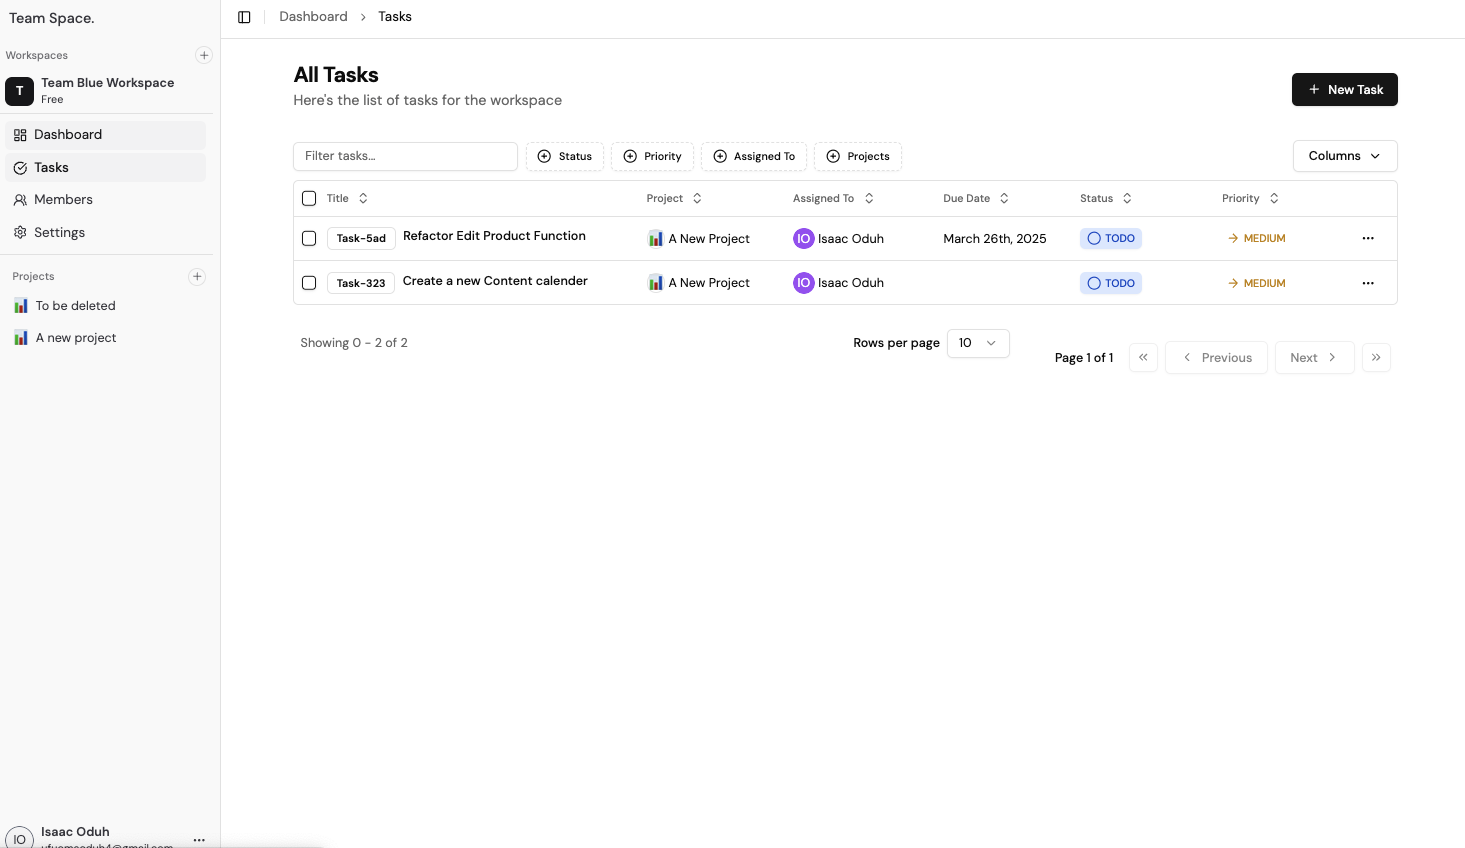 Team Space.
Workspaces
T
Team Blue Workspace
Free
Dashboard
Tasks
Members
Settings
Projects
To be deleted
A new project
IO
Isaac Oduh
Dashboard > Tasks
All Tasks
Here's the list of tasks for the workspace
+ New Task
Filter tasks...
Status
Priority
Assigned To
Projects
Columns
Title Project Assigned To Due Date Status Priority
Task-5ad Refactor Edit Product Function A New Project IO Isaac Oduh March 26th, 2025 TODO MEDIUM ...
Task-323 Create a new Content calender A New Project IO Isaac Oduh TODO MEDIUM ...
Showing 0 - 2 of 2
Rows per page 10
Page 1 of 1 « < Previous Next > »